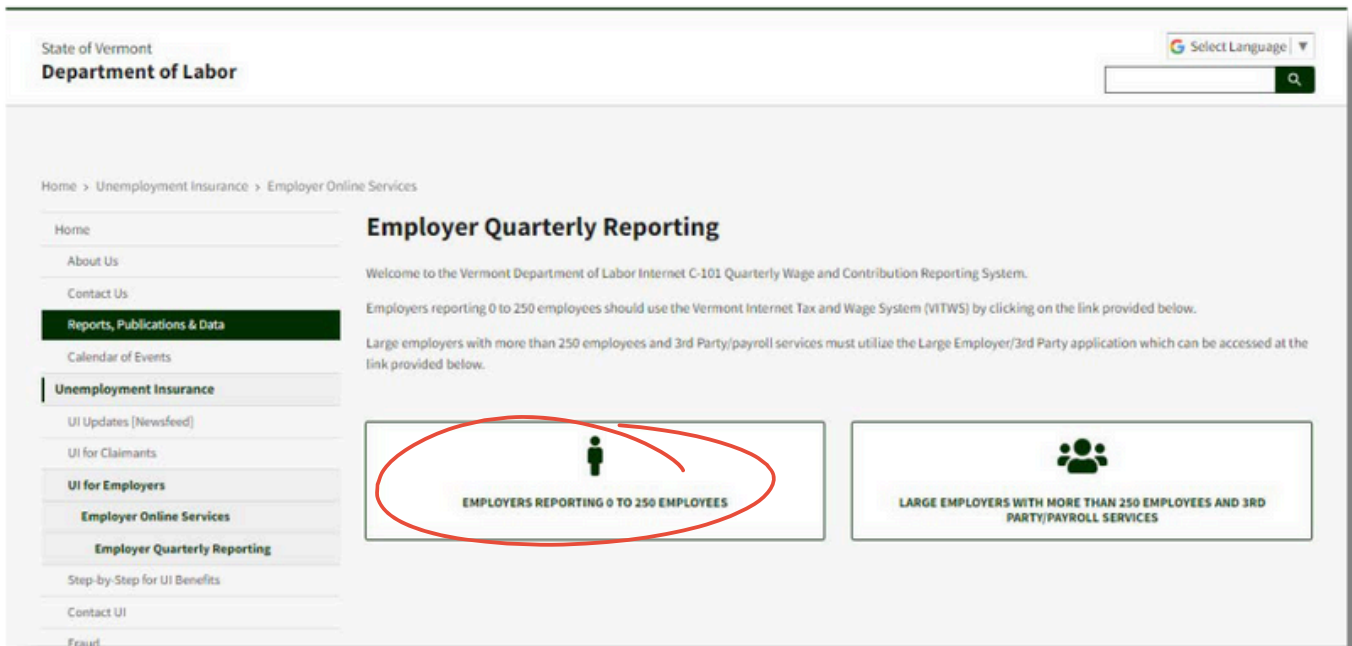 State of Vermont
Department of Labor
Select Language
Home > Unemployment Insurance > Employer Online Services
Home
About Us
Contact Us
Reports, Publications & Data
Calendar of Events
Unemployment Insurance
UI Updates [Newsfeed]
UI for Claimants
UI for Employers
Employer Online Services
Employer Quarterly Reporting
Step-by-Step for UI Benefits
Contact UI
Fraud
Employer Quarterly Reporting
Welcome to the Vermont Department of Labor Internet C-101 Quarterly Wage and Contribution Reporting System.
Employers reporting 0 to 250 employees should use the Vermont Internet Tax and Wage System (VITWS) by clicking on the link provided below.
Large employers with more than 250 employees and 3rd Party/payroll services must utilize the Large Employer/3rd Party application which can be accessed at the
link provided below.
EMPLOYERS REPORTING 0 TO 250 EMPLOYEES
LARGE EMPLOYERS WITH MORE THAN 250 EMPLOYEES AND 3RD
PARTY/PAYROLL SERVICES